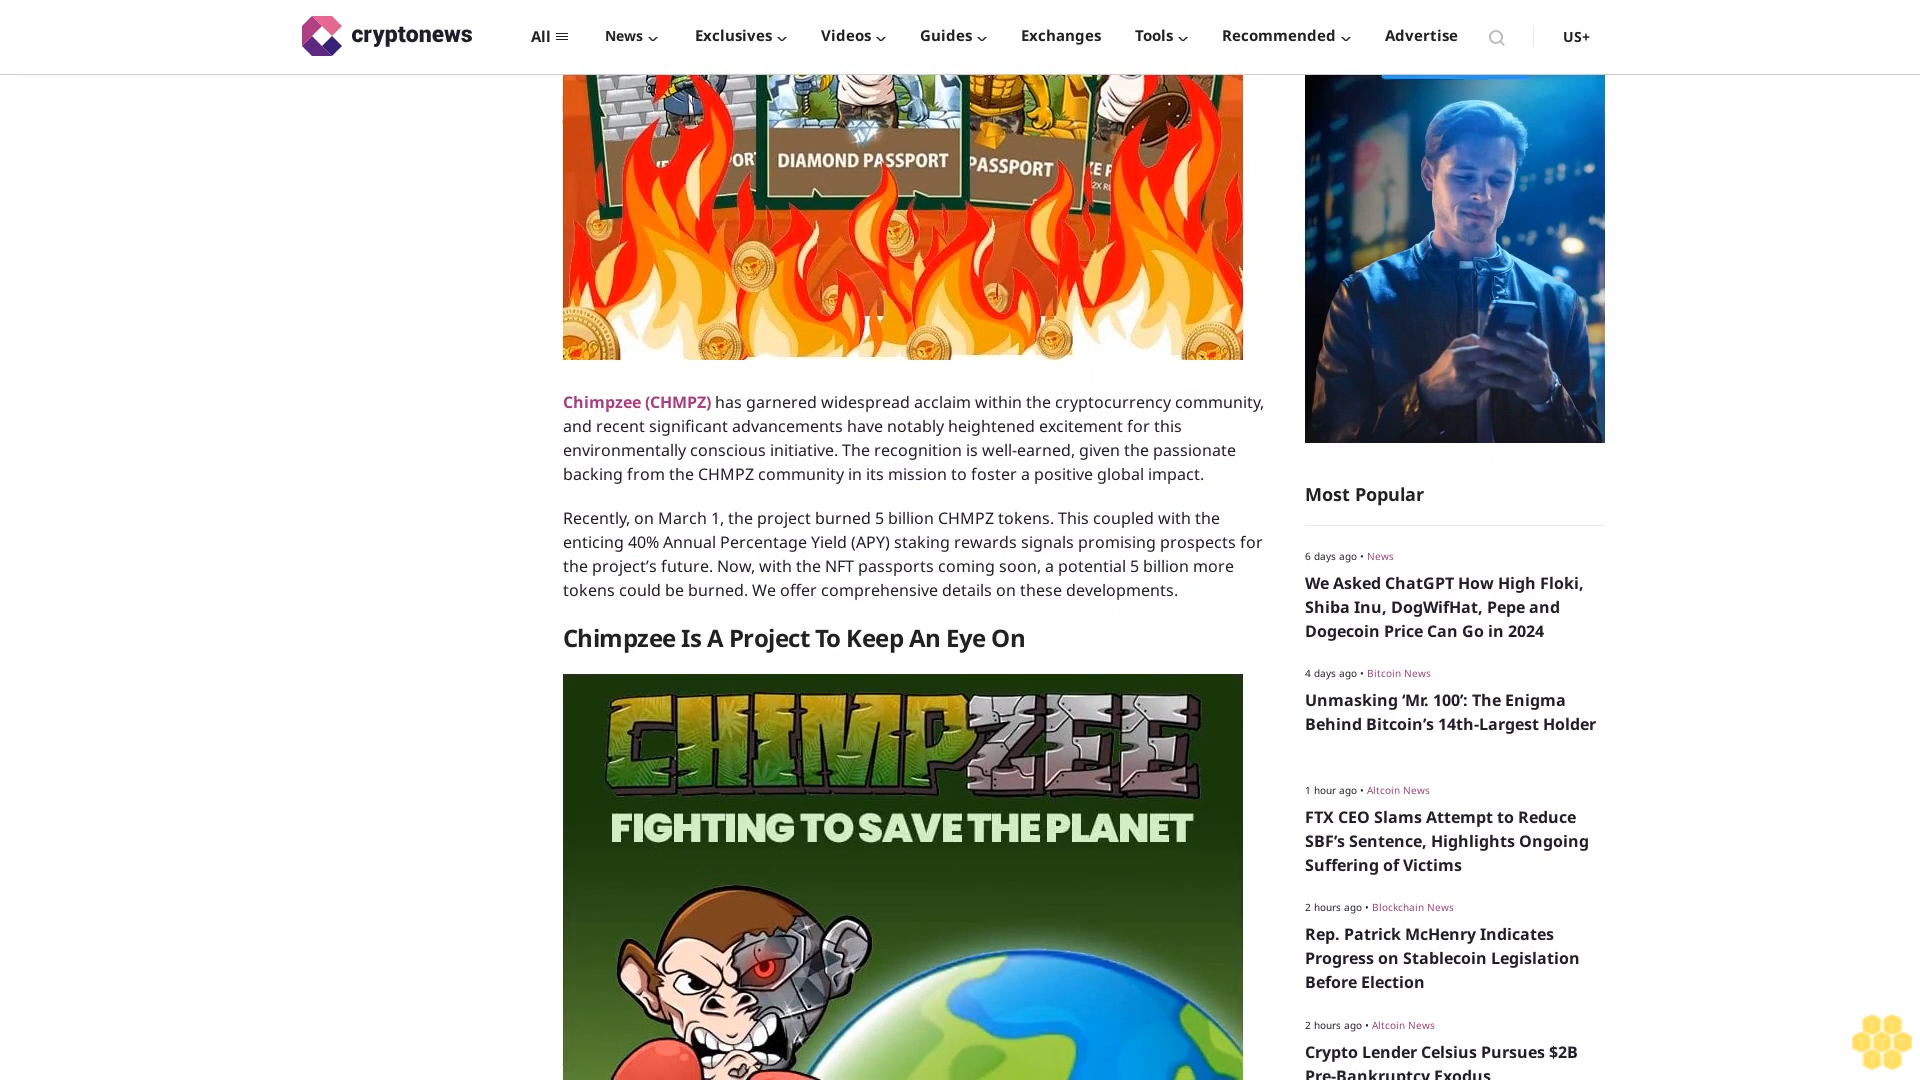 cryptonews
All
News
Exclusives
Videos
Guides
Exchanges
Tools
Recommended
Advertise
US+
DIAMOND PASSPORT
PASSPORT
Chimpzee (CHMPZ) has garnered widespread acclaim within the cryptocurrency community,
and recent significant advancements have notably heightened excitement for this
environmentally conscious initiative. The recognition is well-earned, given the passionate
backing from the CHMPZ community in its mission to foster a positive global impact.
Recently, on March 1, the project burned 5 billion CHMPZ tokens. This coupled with the
enticing 40% Annual Percentage Yield (APY) staking rewards signals promising prospects for
the project’s future. Now, with the NFT passports coming soon, a potential 5 billion more
tokens could be burned. We offer comprehensive details on these developments.
Chimpzee Is A Project To Keep An Eye On
CHIMPZEE
FIGHTING TO SAVE THE PLANET
Most Popular
6 days ago • News
We Asked ChatGPT How High Floki,
Shiba Inu, DogWifHat, Pepe and
Dogecoin Price Can Go in 2024
4 days ago • Bitcoin News
Unmasking ‘Mr. 100’: The Enigma
Behind Bitcoin’s 14th-Largest Holder
1 hour ago • Altcoin News
FTX CEO Slams Attempt to Reduce
SBF’s Sentence, Highlights Ongoing
Suffering of Victims
2 hours ago • Blockchain News
Rep. Patrick McHenry Indicates
Progress on Stablecoin Legislation
Before Election
2 hours ago • Altcoin News
Crypto Lender Celsius Pursues $2B
Pre-Bankruptcy Exodus